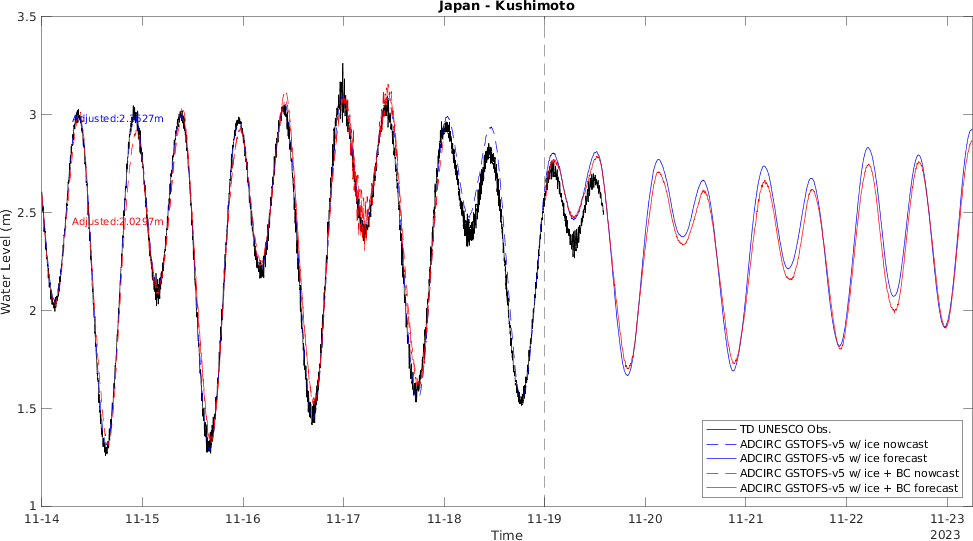 Japan - Kushimoto
3.5
3
2.5
2
1.5
1
Water Level (m)
Adjusted:2.0297m
11-14
11-15
11-16
11-17
11-18
11-19
11-20
11-21
11-22
11-23
2023
Time
TD UNESCO Obs.
ADCIRC GSTOFS-v5 w/ ice nowcast
ADCIRC GSTOFS-v5 w/ ice forecast
ADCIRC GSTOFS-v5 w/ ice + BC nowcast
ADCIRC GSTOFS-v5 w/ ice + BC forecast